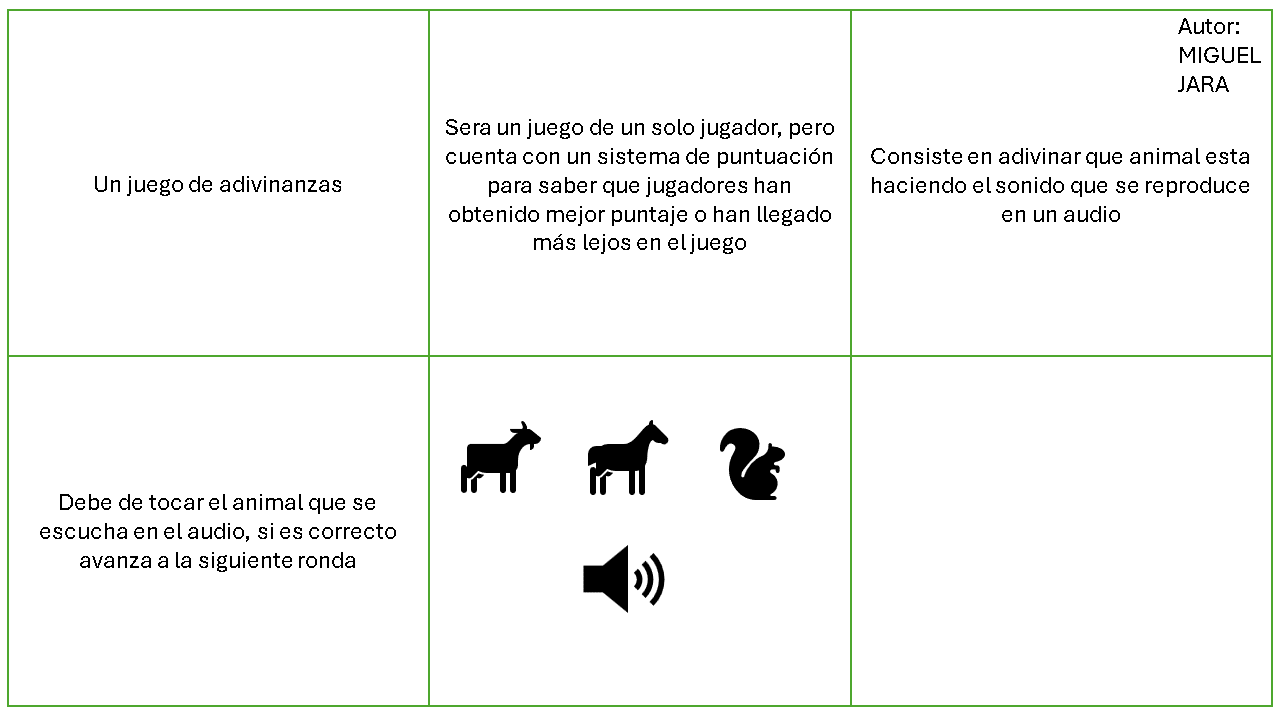 Un juego de adivinanzas
Sera un juego de un solo jugador, pero
cuenta con un sistema de puntuación
para saber que jugadores han
obtenido mejor puntaje o han llegado
más lejos en el juego
Autor:
MIGUEL
JARA
Consiste en adivinar que animal esta
haciendo el sonido que se reproduce
en un audio
Debe de tocar el animal que se
escucha en el audio, si es correcto
avanza a la siguiente ronda